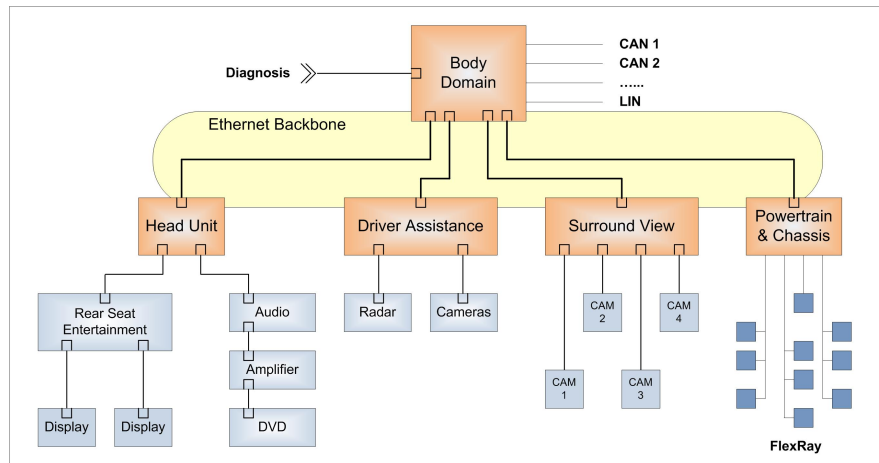 Body
Domain
CAN 1
CAN 2
…...
LIN
Diagnosis
Ethernet Backbone
Head Unit
Driver Assistance
Surround View
Powertrain
& Chassis
Rear Seat
Entertainment
Audio
Radar
Cameras
CAM
2
CAM
4
Amplifier
CAM
1
CAM
3
Display
Display
DVD
FlexRay